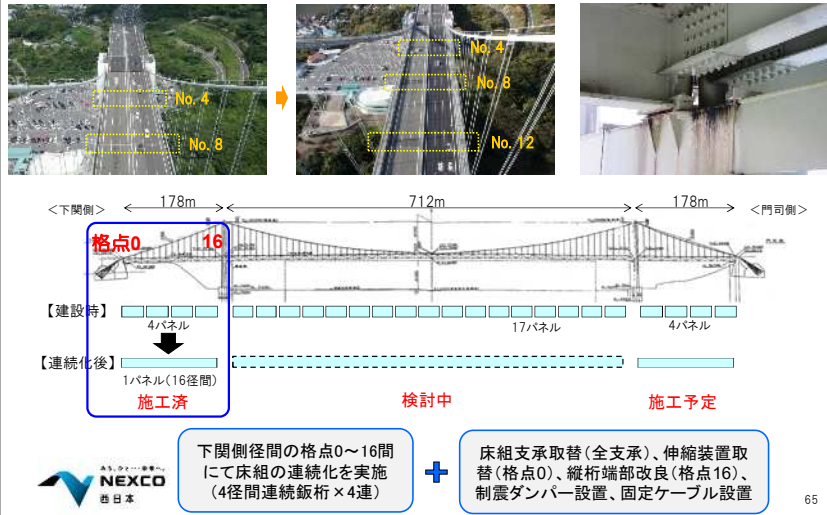 No. 4
No. 8
No. 4
No. 8
No. 12
<下関側>
178m
712m
178m
<門司側>
格点0
16
【建設時】
4パネル
17パネル
4パネル
【連続化後】
1パネル(16径間)
施工済
検討中
施工予定
下関側径間の格点0～16間
にて床組の連続化を実施
(4径間連続鈑桁×4連)
+
床組支承取替(全支承)、伸縮装置取
替(格点0)、縦桁端部改良(格点16)、
制震ダンパー設置、固定ケーブル設置
NEXCO
西日本
65